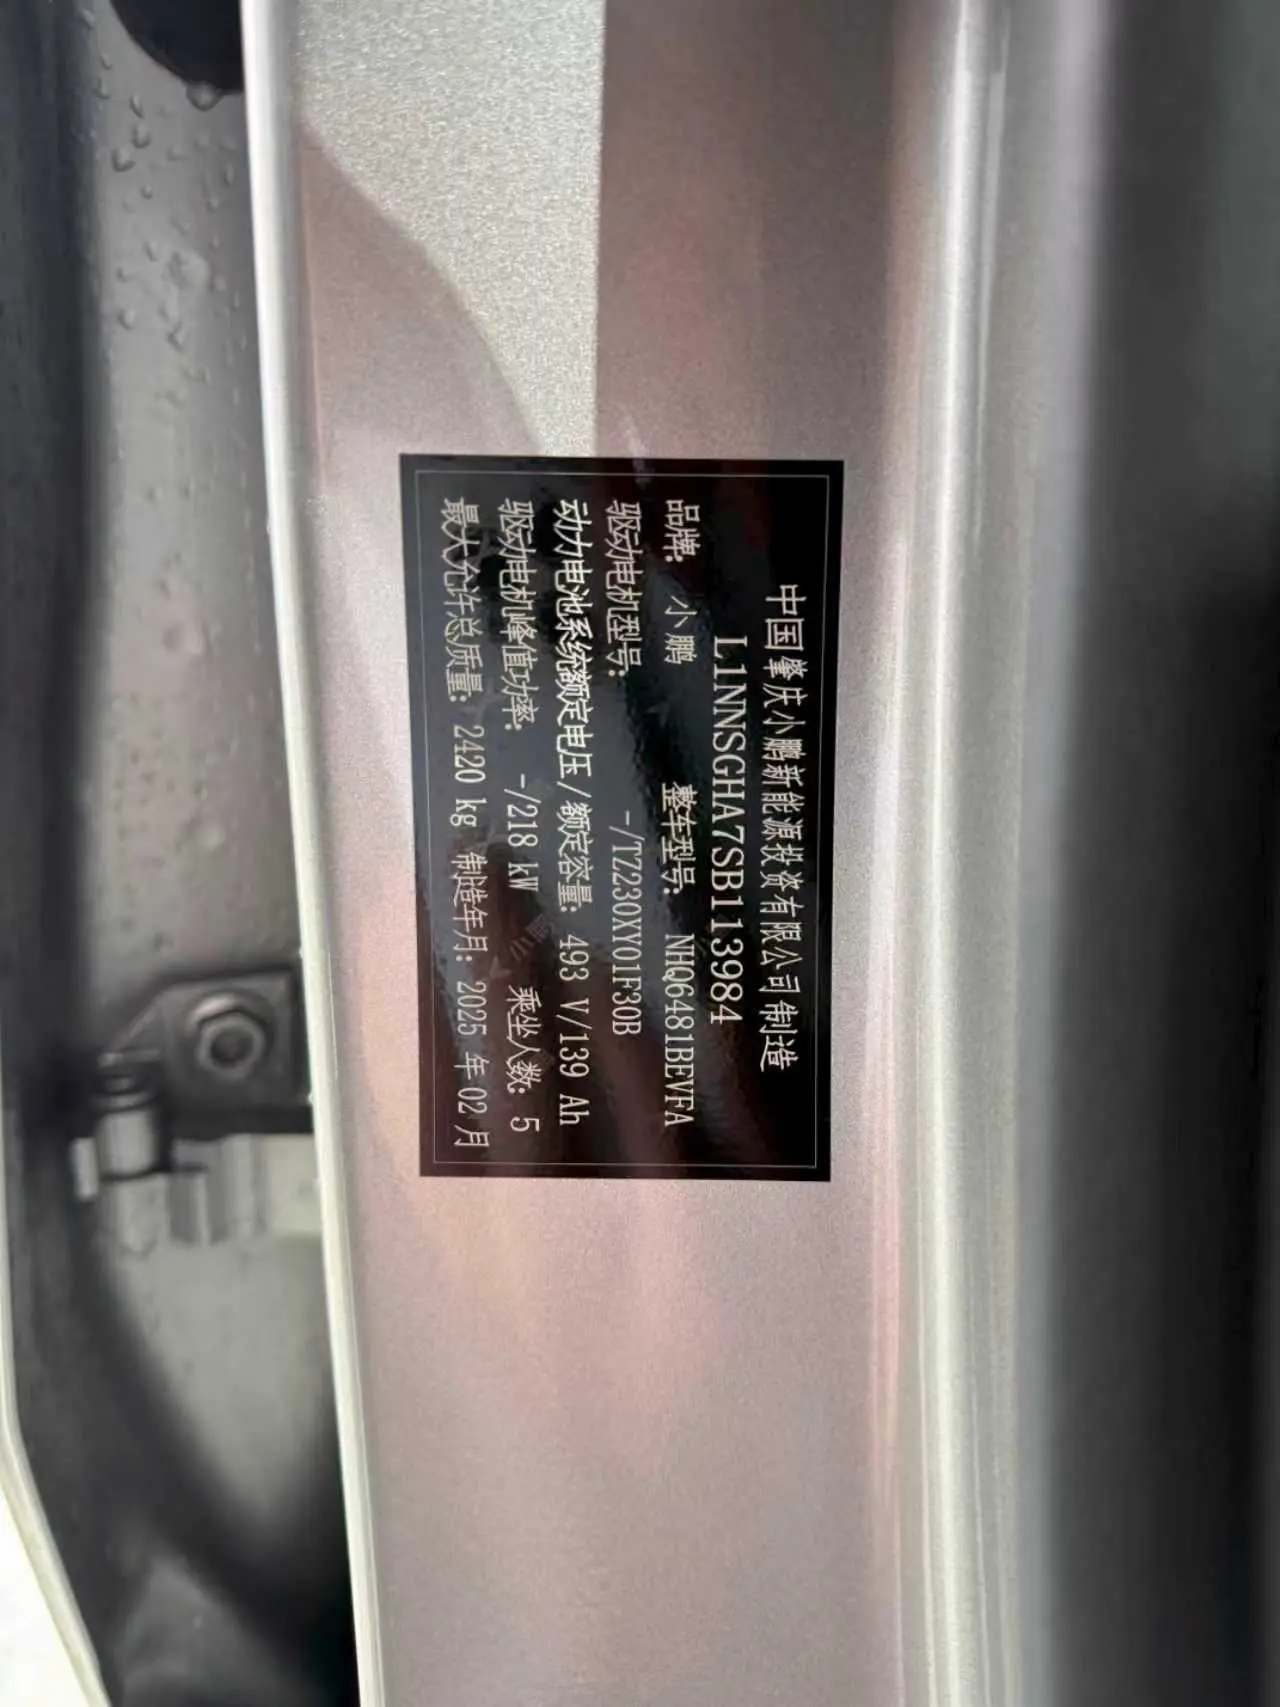 中国肇庆小鹏新能源投资有限公司制造
L1NNSGHA7SB113984
品牌: 小鹏 整车型号: NHQ6481BEVFA
驱动电机型号: -/TZ230XY01F30B
动力电池系统额定电压/额定容量: 493 V/139 Ah
驱动电机峰值功率: -/218 kW 乘坐人数: 5
最大允许总质量: 2420 kg 制造年月: 2025 年 02 月